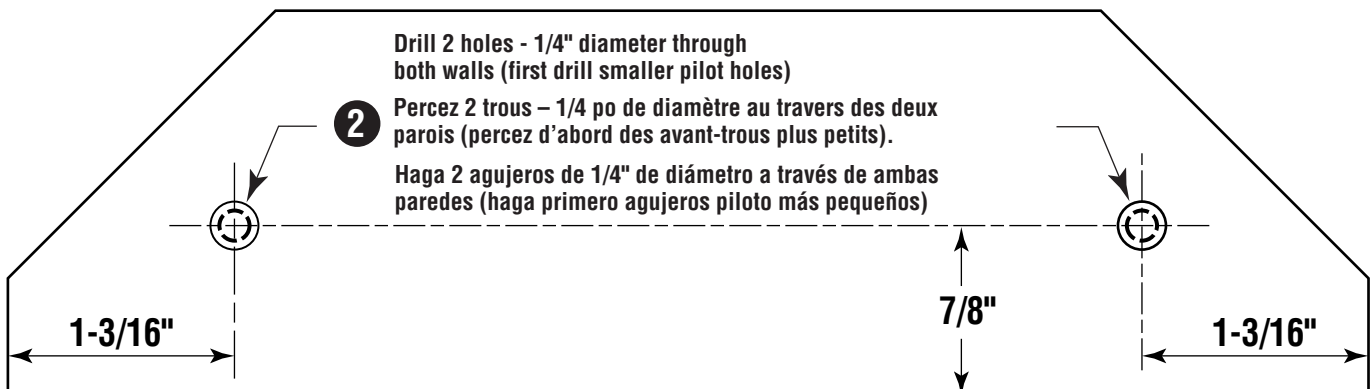 Drill 2 holes - 1/4" diameter through
both walls (first drill smaller pilot holes)
2
Percez 2 trous – 1/4 po de diamètre au travers des deux
parois (percez d’abord des avant-trous plus petits).
Haga 2 agujeros de 1/4" de diámetro a través de ambas
paredes (haga primero agujeros piloto más pequeños)
1-3/16"
7/8"
1-3/16"